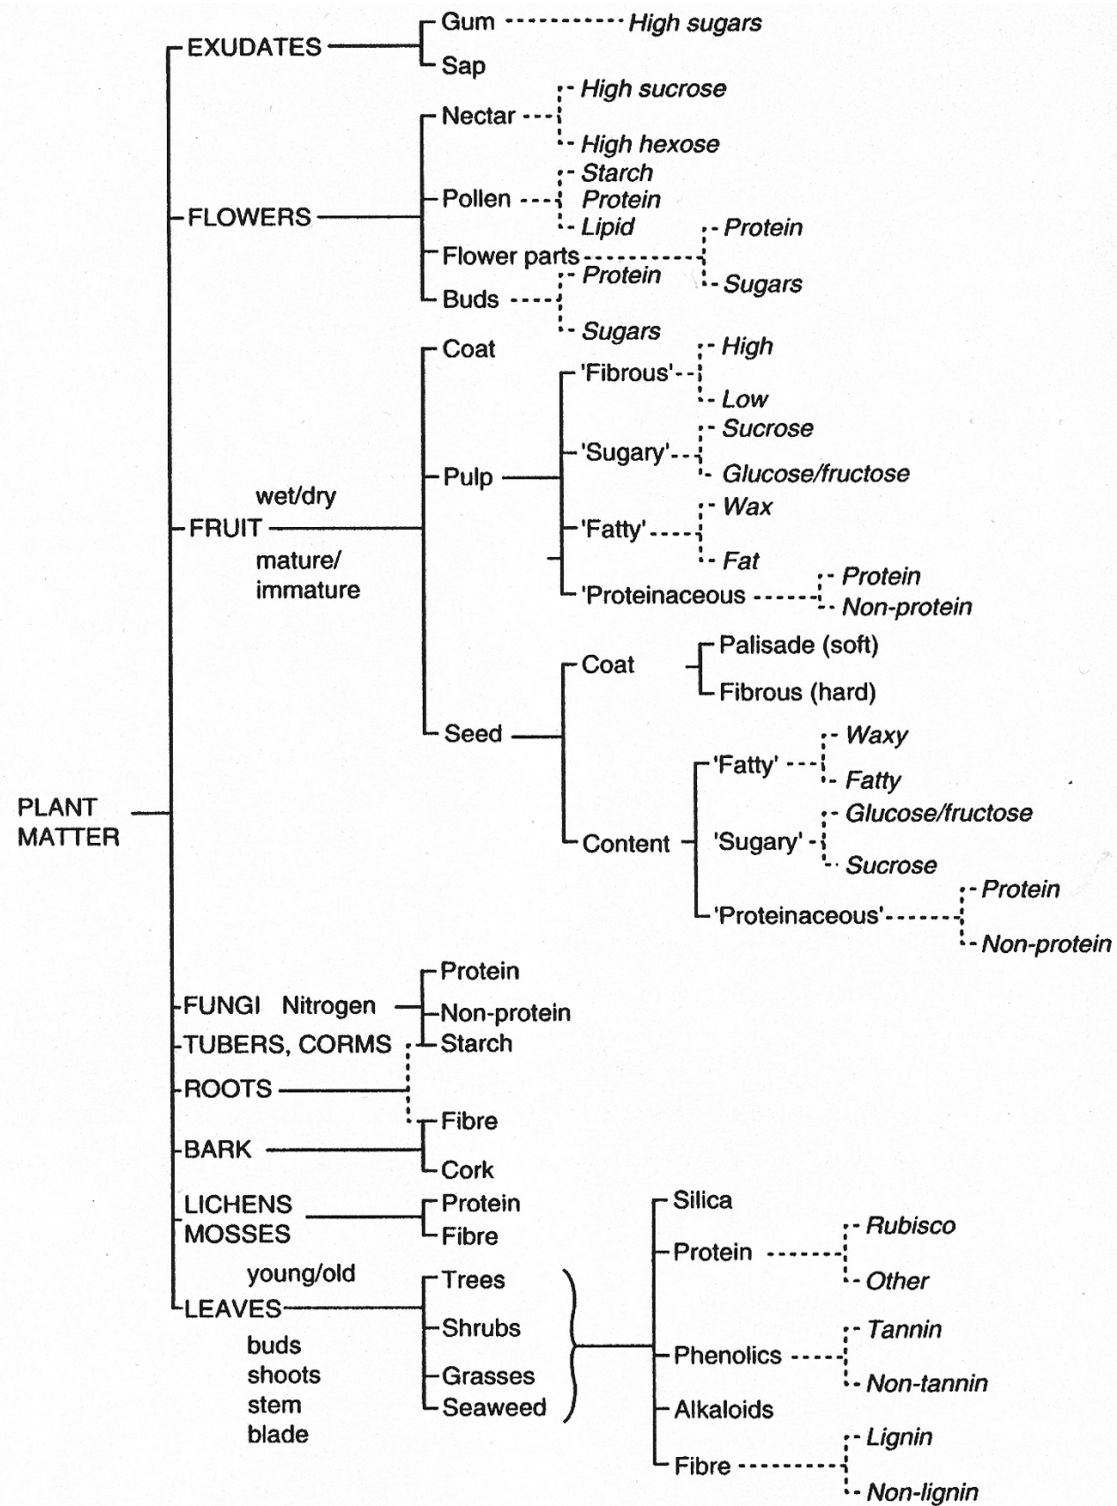 Gum
High sugars
EXUDATES
Sap
High sucrose
Nectar
High hexose
Starch
Pollen
Protein
FLOWERS
Lipid
Protein
Flower parts
Protein
Sugars
Buds
Sugars
Coat
High
'Fibrous'
Low
Sucrose
'Sugary'
Glucose/fructose
Pulp
wet/dry
Wax
FRUIT
'Fatty'
mature/
immature
Fat
Protein
'Proteinaceous
Non-protein
Palisade (soft)
Coat
Fibrous (hard)
Seed
Waxy
'Fatty'
Fatty
PLANT
MATTER
Glucose/fructose
Content
'Sugary'
Sucrose
Protein
'Proteinaceous'
Non-protein
Protein
FUNGI Nitrogen
Non-protein
TUBERS, CORMS
Starch
ROOTS
Fibre
BARK
Cork
LICHENS
MOSSES
Protein
Fibre
Silica
Rubisco
Protein
Other
young/old
Trees
LEAVES
Shrubs
Tannin
buds
shoots
stem
blade
Phenolics
Grasses
Non-tannin
Seaweed
Alkaloids
Lignin
Fibre
Non-lignin